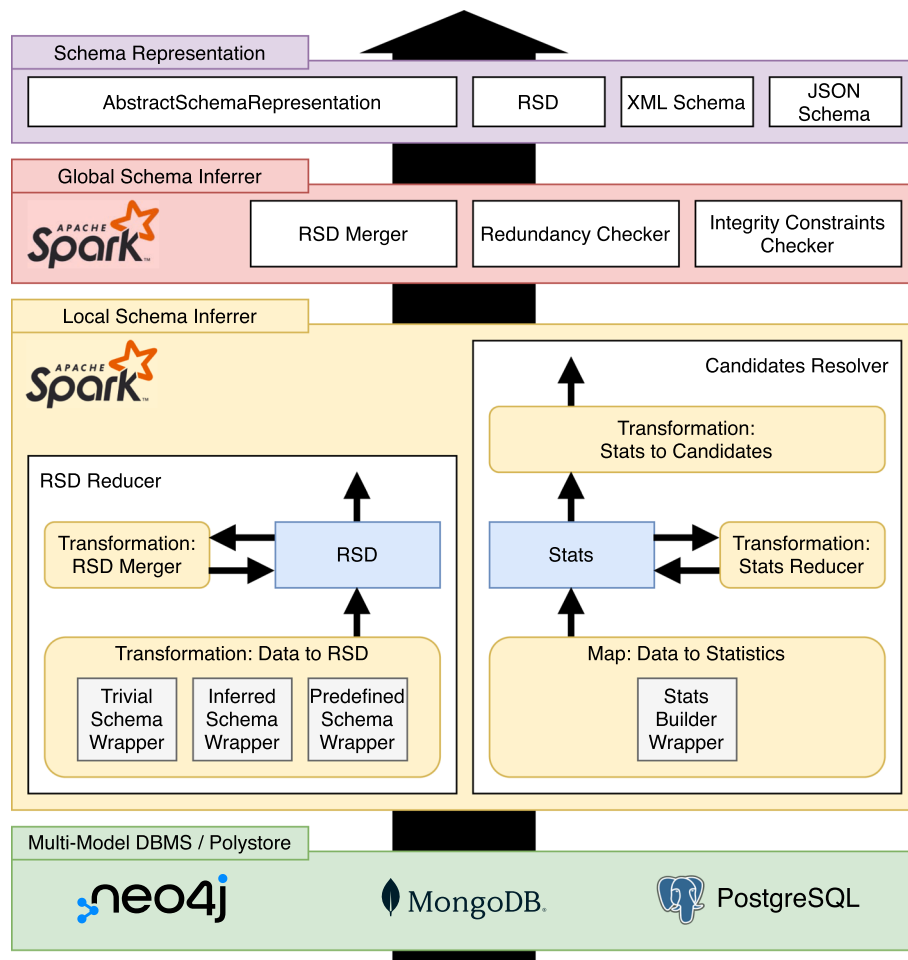 Schema Representation
AbstractSchemaRepresentation
RSD
XML Schema
JSON
Schema
Global Schema Inferrer
APACHE
Spark™
RSD Merger
Redundancy Checker
Integrity Constraints
Checker
Local Schema Inferrer
APACHE
Spark™
Candidates Resolver
Transformation:
Stats to Candidates
RSD Reducer
Transformation:
RSD Merger
RSD
Stats
Transformation:
Stats Reducer
Transformation: Data to RSD
Trivial
Schema
Wrapper
Inferred
Schema
Wrapper
Predefined
Schema
Wrapper
Map: Data to Statistics
Stats
Builder
Wrapper
Multi-Model DBMS / Polystore
neo4j
MongoDB.
PostgreSQL